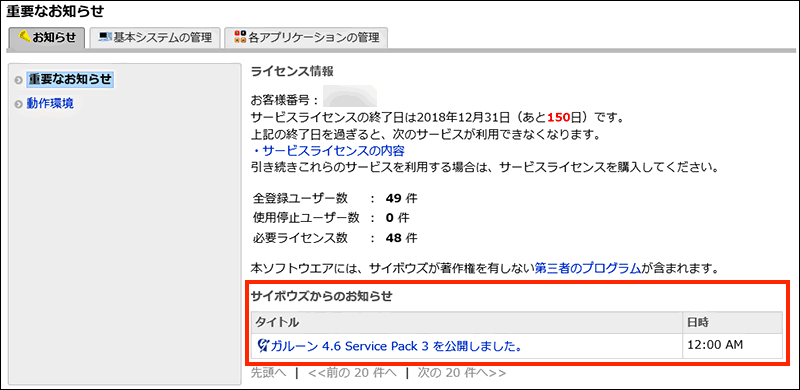 重要なお知らせ
お知らせ 基本システムの管理 各アプリケーションの管理
重要なお知らせ
動作環境
ライセンス情報
お客様番号：
サービスライセンスの終了日は2018年12月31日（あと150日）です。
上記の終了日を過ぎると、次のサービスが利用できなくなります。
・サービスライセンスの内容
引き続きこれらのサービスを利用する場合は、サービスライセンスを購入してください。
全登録ユーザー数 ： 49 件
使用停止ユーザー数 ： 0 件
必要ライセンス数 ： 48 件
本ソフトウエアには、サイボウズが著作権を有しない第三者のプログラムが含まれます。
サイボウズからのお知らせ
タイトル 日時
ガルーン 4.6 Service Pack 3 を公開しました。 12:00 AM
先頭へ | <<前の 20 件へ | 次の 20 件へ>>